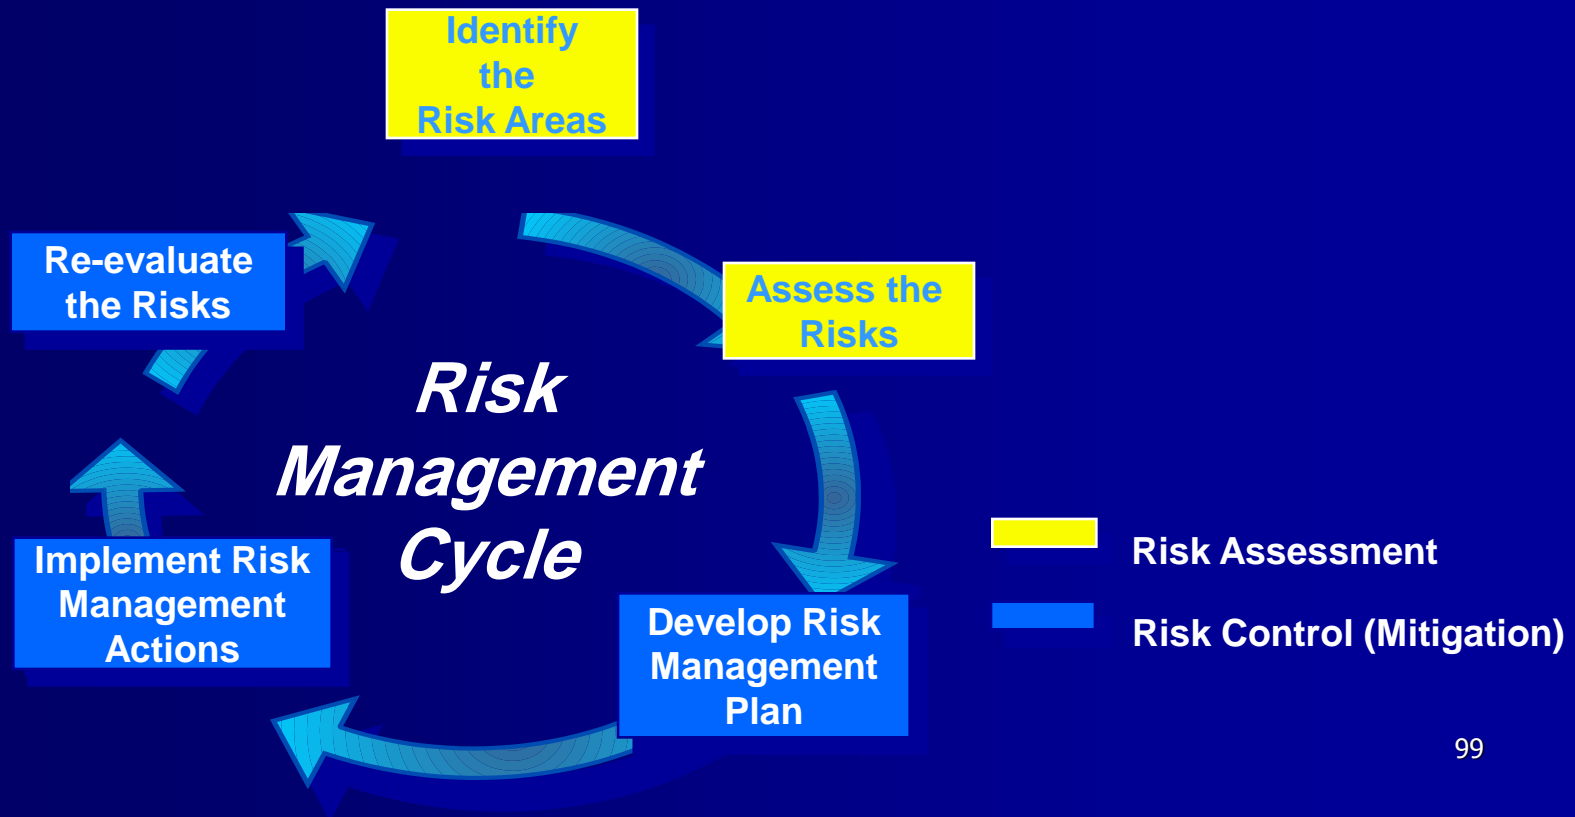 Identify
the
Risk Areas
Re-evaluate
the Risks
Assess the
Risks
Risk
Management
Cycle
Implement Risk
Management
Actions
Develop Risk
Management
Plan
Risk Assessment
Risk Control (Mitigation)
99